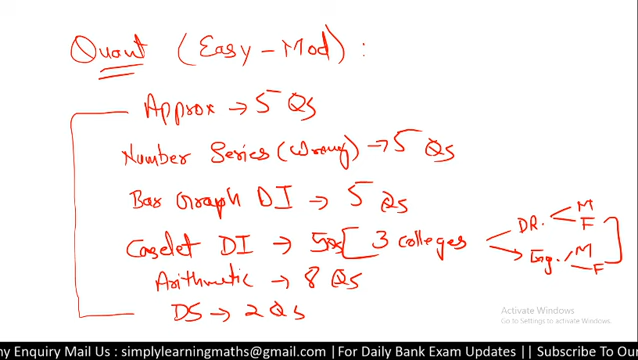 Quant (Easy - Mod) :
Approx → 5 Qs
Number Series (Wrong) → 5 Qs
Bar Graph DI → 5 Qs
Caselet DI → 5Qs [ 3 colleges
DR. < M
F
Eng. M
F
Arithmetic → 8 Qs
DS → 2 Qs
Activate Windows
Go to Settings to activate Windows.
ny Enquiry Mail Us : simplylearningmaths@gmail.com | For Daily Bank Exam Updates || Subscribe To Our